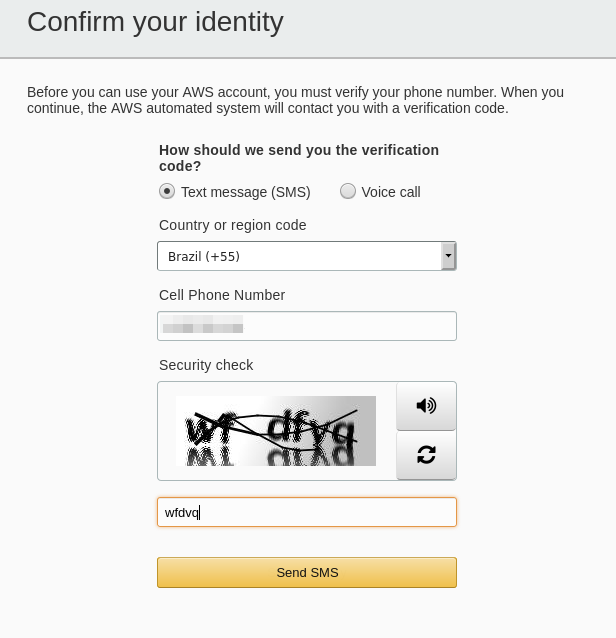 Confirm your identity
Before you can use your AWS account, you must verify your phone number. When you
continue, the AWS automated system will contact you with a verification code.
How should we send you the verification
code?
Text message (SMS) Voice call
Country or region code
Brazil (+55)
Cell Phone Number
Security check
wfdvq
Send SMS